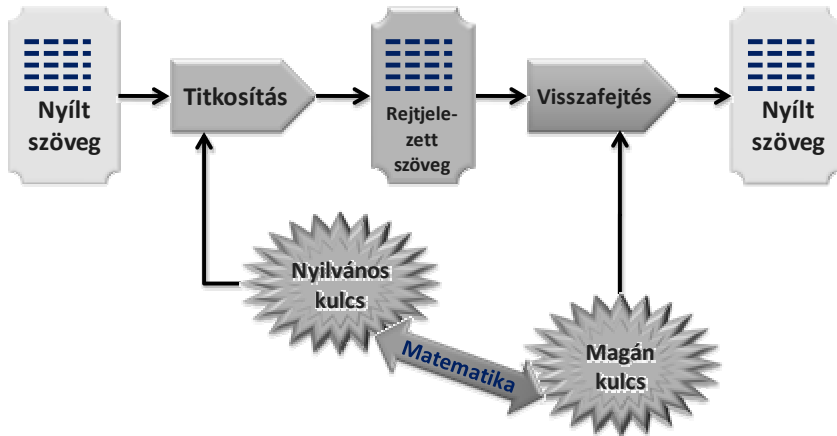 Nyílt
szöveg
Titkosítás
Rejtjele-
zett
szöveg
Visszafejtés
Nyílt
szöveg
Nyilvános
kulcs
Matematika
Magán
kulcs